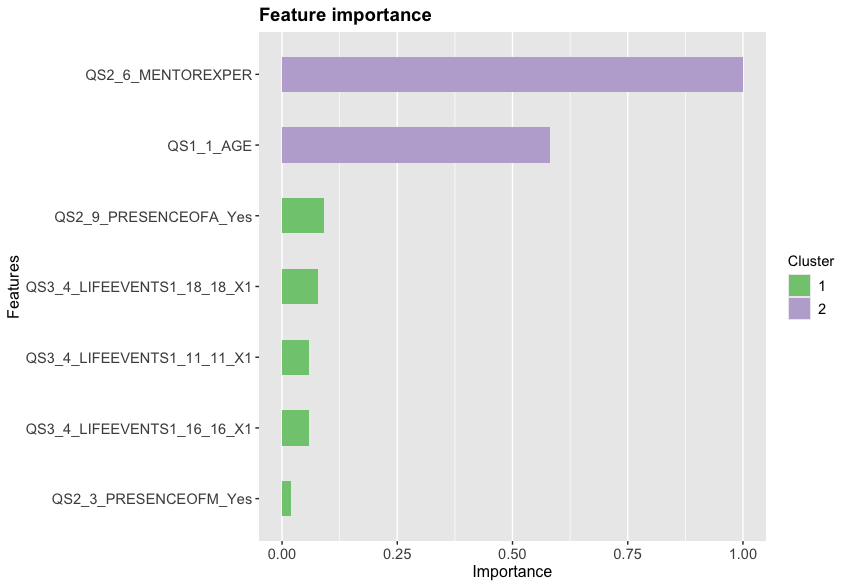 Feature importance
Features
QS2_6_MENTOREXPER
QS1_1_AGE
QS2_9_PRESENCEOFA_Yes
QS3_4_LIFEEVENTS1_18_18_X1
QS3_4_LIFEEVENTS1_11_11_X1
QS3_4_LIFEEVENTS1_16_16_X1
QS2_3_PRESENCEOFM_Yes
0.00 0.25 0.50 0.75 1.00
Importance
Cluster
1
2